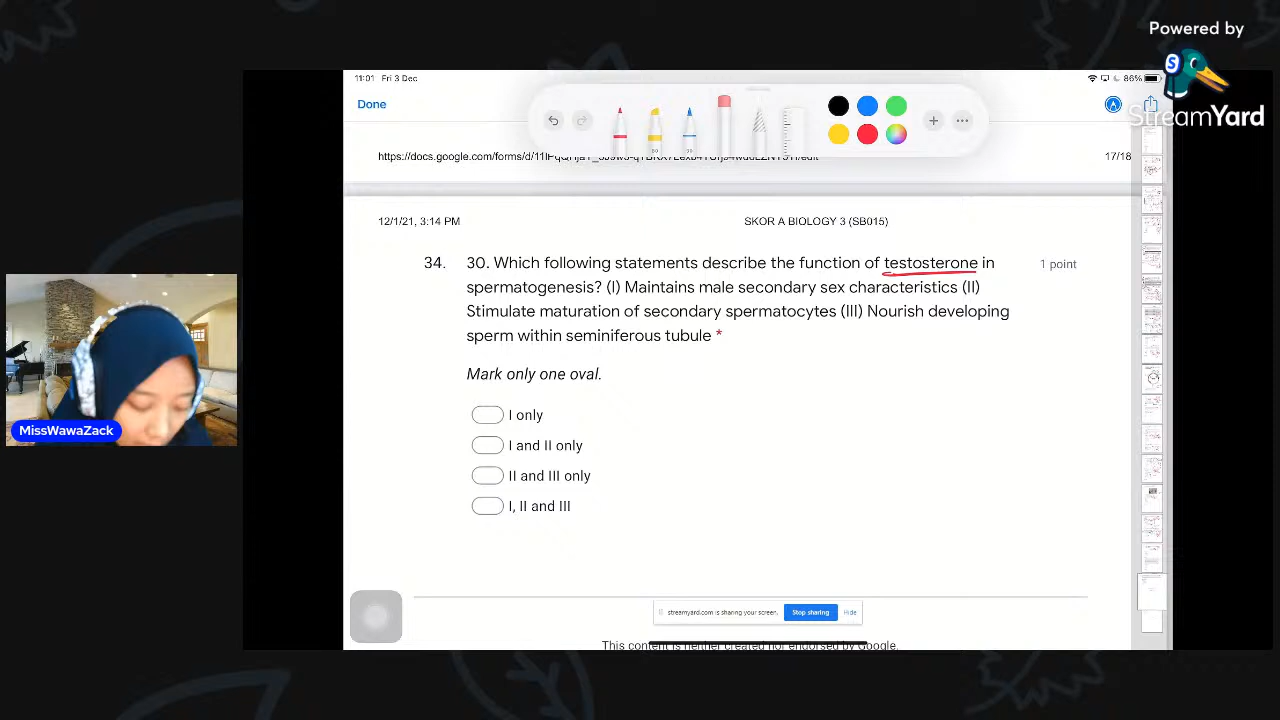 Powered by
StreamYard
11:01 Fri 3 Dec
86%
Done
17/18
12/1/21, 3:14 PM
SKOR A BIOLOGY 3 (SB015)
34. 30. Which following statements describe the function of testosterone in
1 point
spermatogenesis? (I) Maintains male secondary sex characteristics (II)
Stimulate maturation of secondary spermatocytes (III) Nourish developing
sperm within seminiferous tubule *
Mark only one oval.
I only
I and II only
II and III only
I, II and III
MissWawaZack
streamyard.com is sharing your screen.
Stop sharing
Hide
This content is neither created nor endorsed by Google.